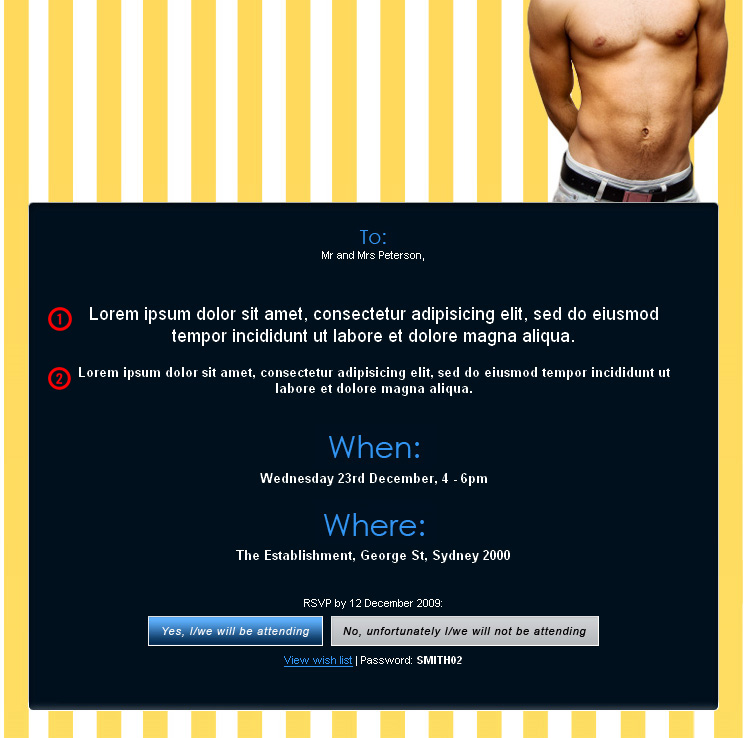 To:
Mr and Mrs Peterson,
1 Lorem ipsum dolor sit amet, consectetur adipisicing elit, sed do eiusmod
tempor incididunt ut labore et dolore magna aliqua.
2 Lorem ipsum dolor sit amet, consectetur adipisicing elit, sed do eiusmod tempor incididunt ut
labore et dolore magna aliqua.
When:
Wednesday 23rd December, 4 - 6pm
Where:
The Establishment, George St, Sydney 2000
RSVP by 12 December 2009:
Yes, I/we will be attending No, unfortunately I/we will not be attending
View wish list | Password: SMITH02